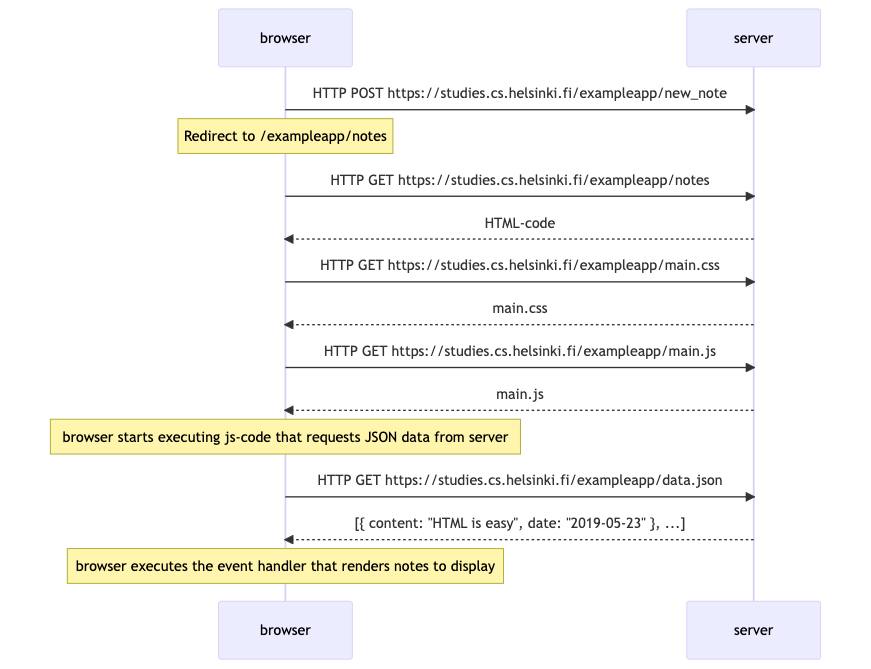 browser
server
HTTP POST https://studies.cs.helsinki.fi/exampleapp/new_note
Redirect to /exampleapp/notes
HTTP GET https://studies.cs.helsinki.fi/exampleapp/notes
HTML-code
HTTP GET https://studies.cs.helsinki.fi/exampleapp/main.css
main.css
HTTP GET https://studies.cs.helsinki.fi/exampleapp/main.js
main.js
browser starts executing js-code that requests JSON data from server
HTTP GET https://studies.cs.helsinki.fi/exampleapp/data.json
[{ content: "HTML is easy", date: "2019-05-23" }, ...]
browser executes the event handler that renders notes to display
browser
server